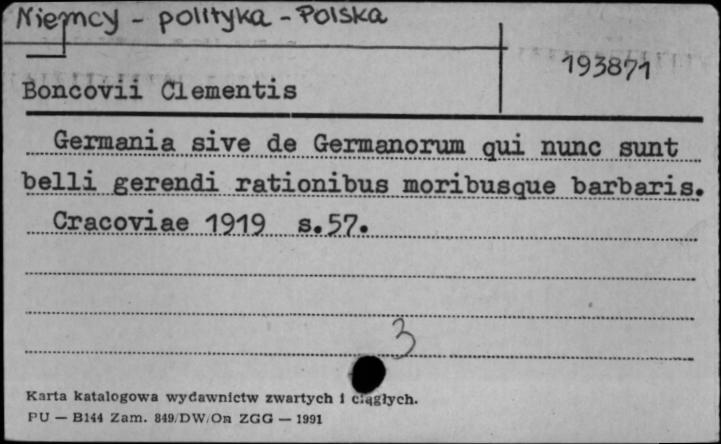 Niemcy - polityka - Polska
193871
Boncovii Clementis
Germania sive de Germanorum qui nunc sunt
belli gerendi rationibus moribusque barbaris.
Cracoviae 1919 s.57.
3
Karta katalogowa wydawnictw zwartych i ciągłych.
PU — B144 Zam. 849/DW/On ZGG — 1991